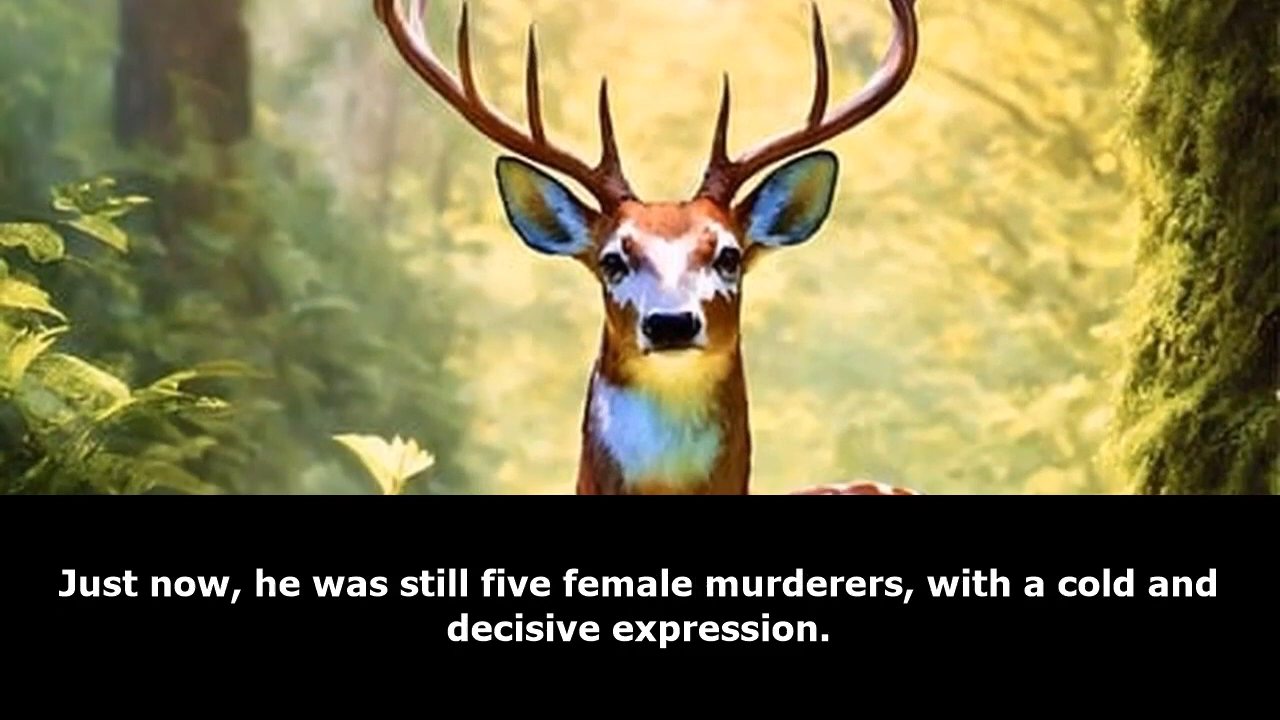 Just now, he was still five female murderers, with a cold and
decisive expression.